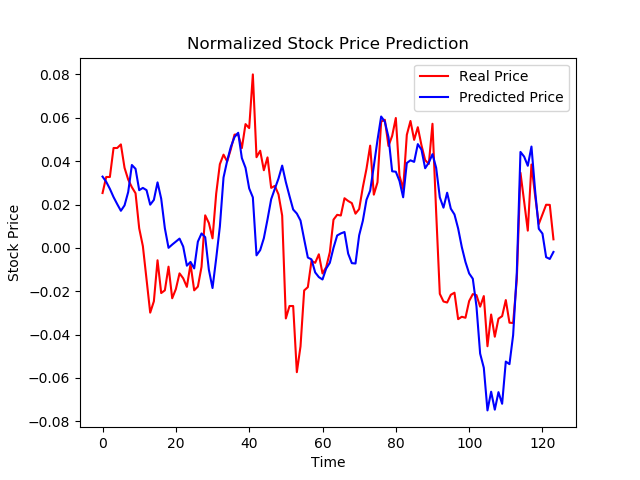 Normalized Stock Price Prediction
Real Price
Predicted Price
Stock Price
0.08
0.06
0.04
0.02
0.00
−0.02
−0.04
−0.06
−0.08
0 20 40 60 80 100 120
Time